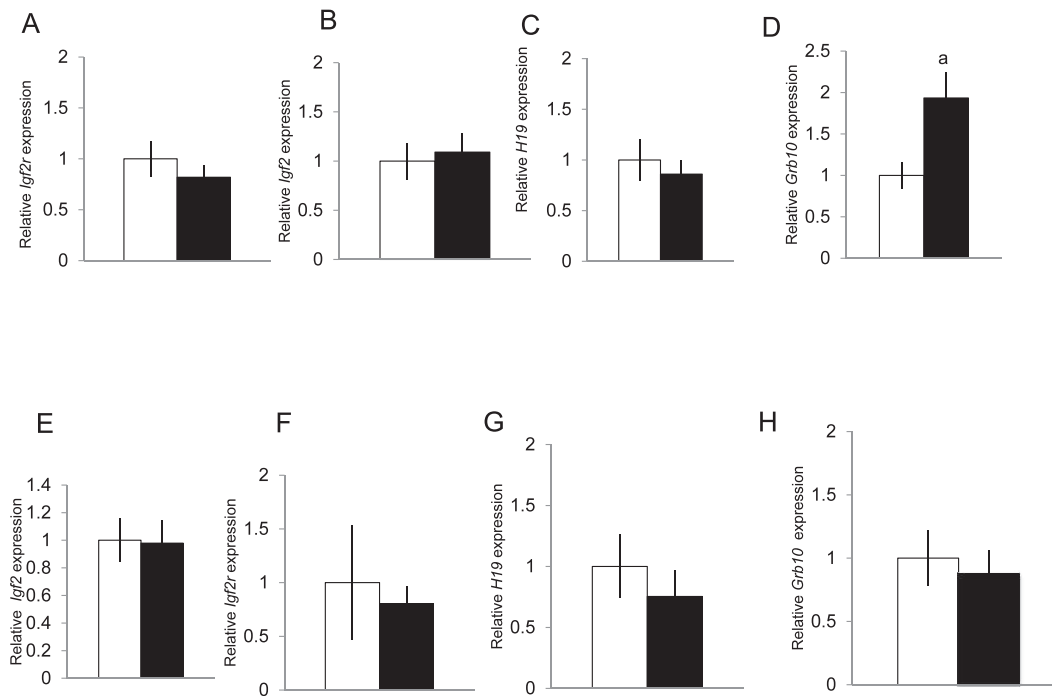 A
Relative Igf2r expression
2
1.5
1
0.5
0
B
Relative Igf2 expression
2
1.5
1
0.5
0
C
Relative H19 expression
2
1.5
1
0.5
0
D
Relative Grb10 expression
2.5
2
1.5
1
0.5
0
a
E
Relative Igf2 expression
1.4
1.2
1
0.8
0.6
0.4
0.2
0
F
Relative Igf2r expression
2
1.5
1
0.5
0
G
Relative H19 expression
2
1.5
1
0.5
0
H
Relative Grb10 expression
2
1.5
1
0.5
0